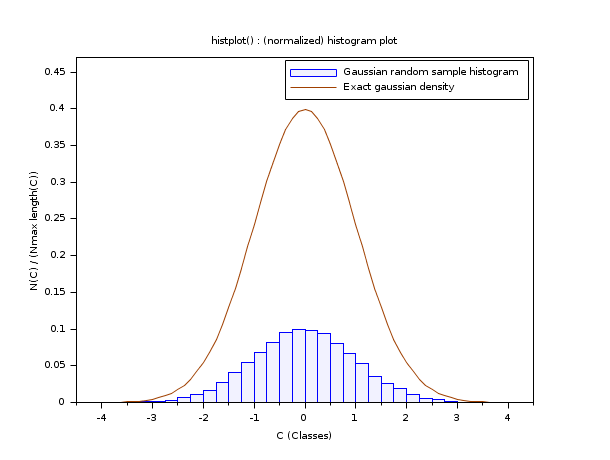 histplot() : (normalized) histogram plot
Gaussian random sample histogram
Exact gaussian density
N(C) / (Nmax length(C))
0.45
0.4
0.35
0.3
0.25
0.2
0.15
0.1
0.05
0
-4 -3 -2 -1 0 1 2 3 4
C (Classes)